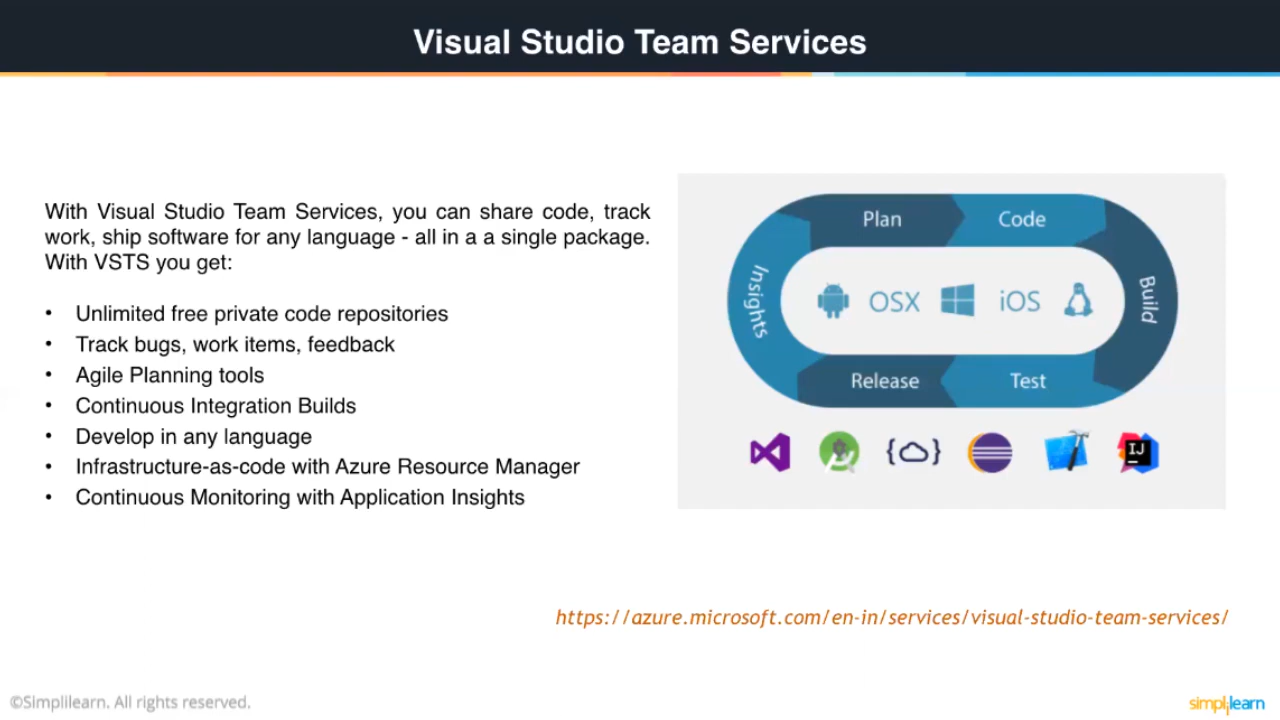 Visual Studio Team Services
With Visual Studio Team Services, you can share code, track
work, ship software for any language - all in a a single package.
With VSTS you get:
• Unlimited free private code repositories
• Track bugs, work items, feedback
• Agile Planning tools
• Continuous Integration Builds
• Develop in any language
• Infrastructure-as-code with Azure Resource Manager
• Continuous Monitoring with Application Insights
Plan
Code
Insights
OSX
iOS
Build
Release
Test
IJ
https://azure.microsoft.com/en-in/services/visual-studio-team-services/
©Simplilearn. All rights reserved.
simplilearn